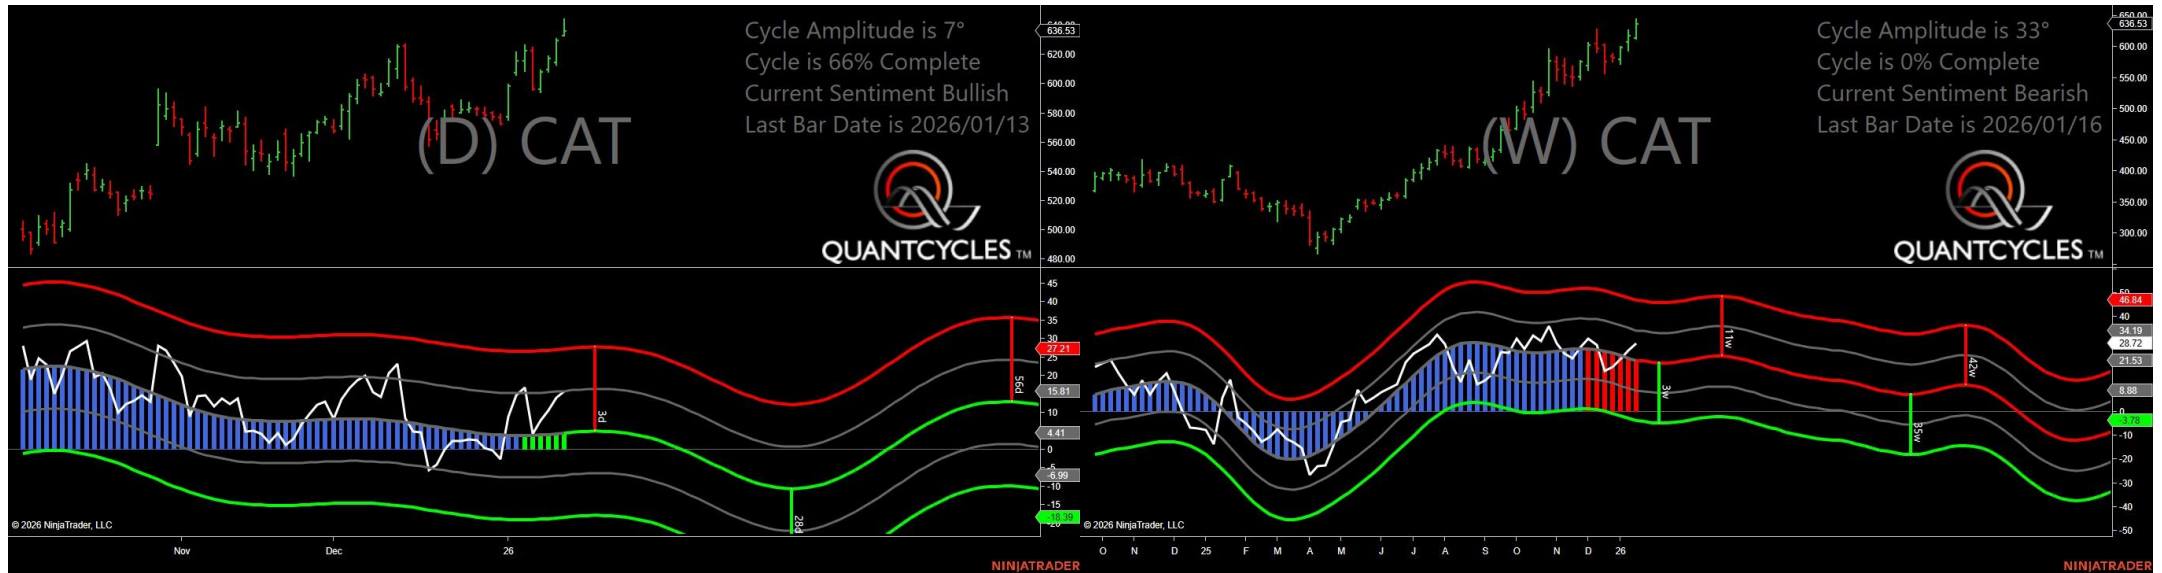 Cycle Amplitude is 7°
Cycle is 66% Complete
Current Sentiment Bullish
Last Bar Date is 2026/01/13
(D) CAT
QUANTCYCLES TM
636.53
620.00
600.00
580.00
560.00
540.00
520.00
500.00
480.00
45
40
35
30
27.21
25
20
15.81
10
4.41
0
-6.99
-10
-15
-18.39
3d
28d
56d
© 2026 NinjaTrader, LLC
Nov
Dec
26
NINJATRADER
Cycle Amplitude is 33°
Cycle is 0% Complete
Current Sentiment Bearish
Last Bar Date is 2026/01/16
(W) CAT
QUANTCYCLES TM
650.00
636.53
600.00
550.00
500.00
450.00
400.00
350.00
300.00
46.84
40
34.19
28.72
21.53
8.88
0
-3.78
-10
-20
-30
-40
-50
3w
11w
35w
42w
© 2026 NinjaTrader, LLC
O N D 25 F M A M J J A S O N D 26
NINJATRADER